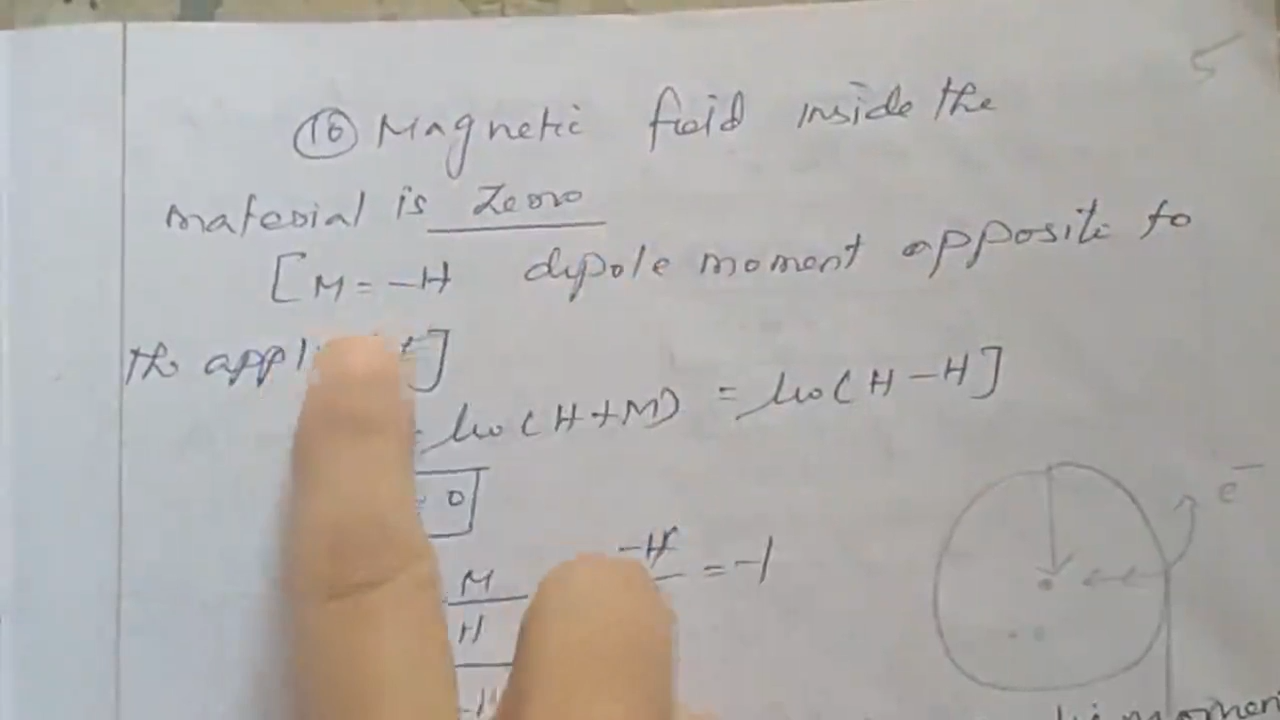 5
(16) Magnetic field inside the
material is Zero
[M = -H dipole moment opposite to
the appl
μo(H+M) = μo(H-H]
0
M/H -H = -1
e⁻